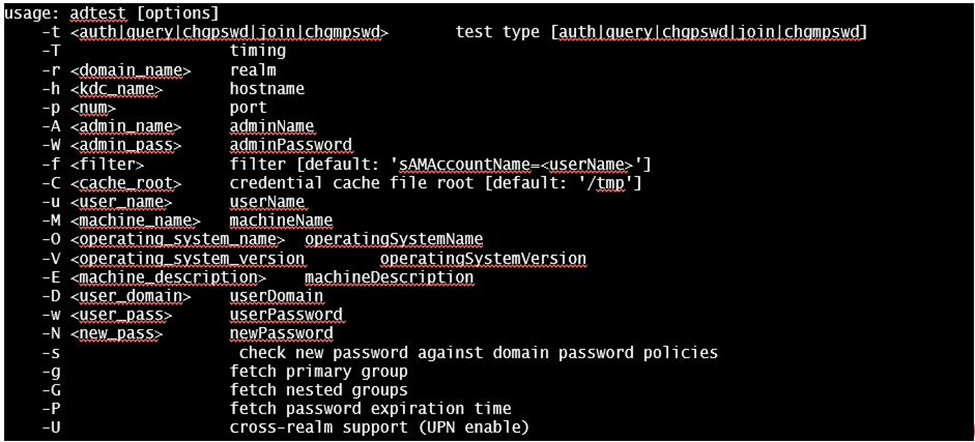 usage: adtest [options]
-t <auth|query|chgpswd|join|chgmpswd> test type [auth|query|chgpswd|join|chgmpswd]
-T timing
-r <domain_name> realm
-h <kdc_name> hostname
-p <num> port
-A <admin_name> adminName
-W <admin_pass> adminPassword
-f <filter> filter [default: 'sAMAccountName=<userName>']
-C <cache_root> credential cache file root [default: '/tmp']
-u <user_name> userName
-M <machine_name> machineName
-O <operating_system_name> operatingSystemName
-V <operating_system_version operatingSystemVersion
-E <machine_description> machineDescription
-D <user_domain> userDomain
-w <user_pass> userPassword
-N <new_pass> newPassword
-s check new password against domain password policies
-g fetch primary group
-G fetch nested groups
-P fetch password expiration time
-U cross-realm support (UPN enable)